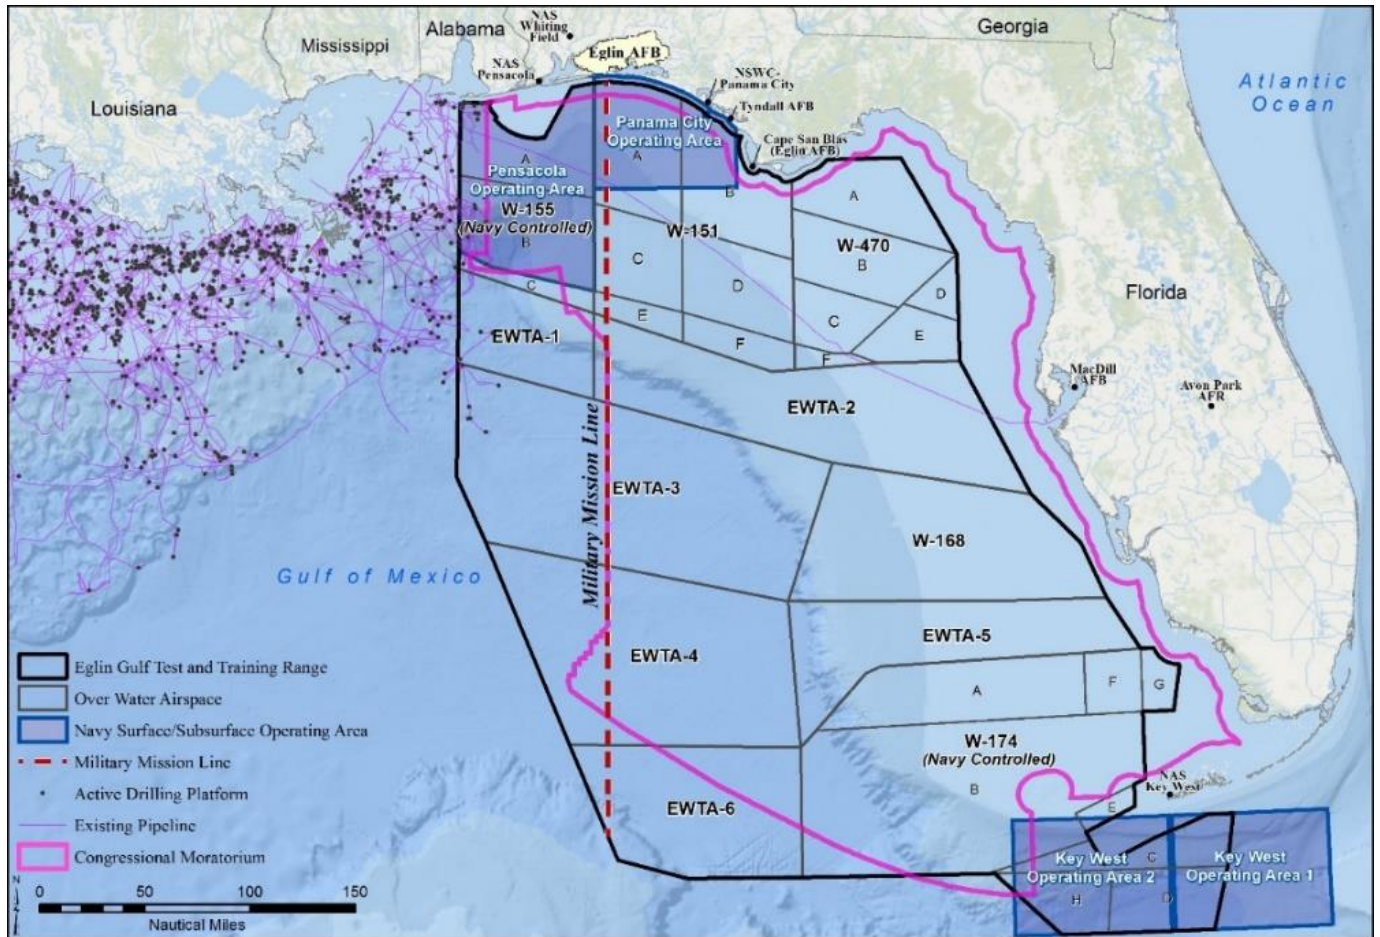 Mississippi
Alabama
NAS
Whiting
Field
Eglin AFB
Georgia
NAS
Pensacola
NSWC-
Panama City
Tyndall AFB
Atlantic
Ocean
Louisiana
Panama City
Operating Area
A
Cape San Blas
(Eglin AFB)
A
Pensacola
Operating Area
W-155
(Navy Controlled)
B
B
A
W-151
W-470
B
C
C
D
D
Florida
E
C
E
F
F
EWTA-1
MacDill
AFB
Avon Park
AFR
EWTA-2
Military Mission Line
EWTA-3
W-168
Gulf of Mexico
EWTA-5
EWTA-4
A
F
G
W-174
(Navy Controlled)
B
NAS
Key West
E
EWTA-6
Key West
Operating Area 2
C
Key West
Operating Area 1
H
D
Eglin Gulf Test and Training Range
Over Water Airspace
Navy Surface/Subsurface Operating Area
Military Mission Line
Active Drilling Platform
Existing Pipeline
Congressional Moratorium
N
0 50 100 150
Nautical Miles